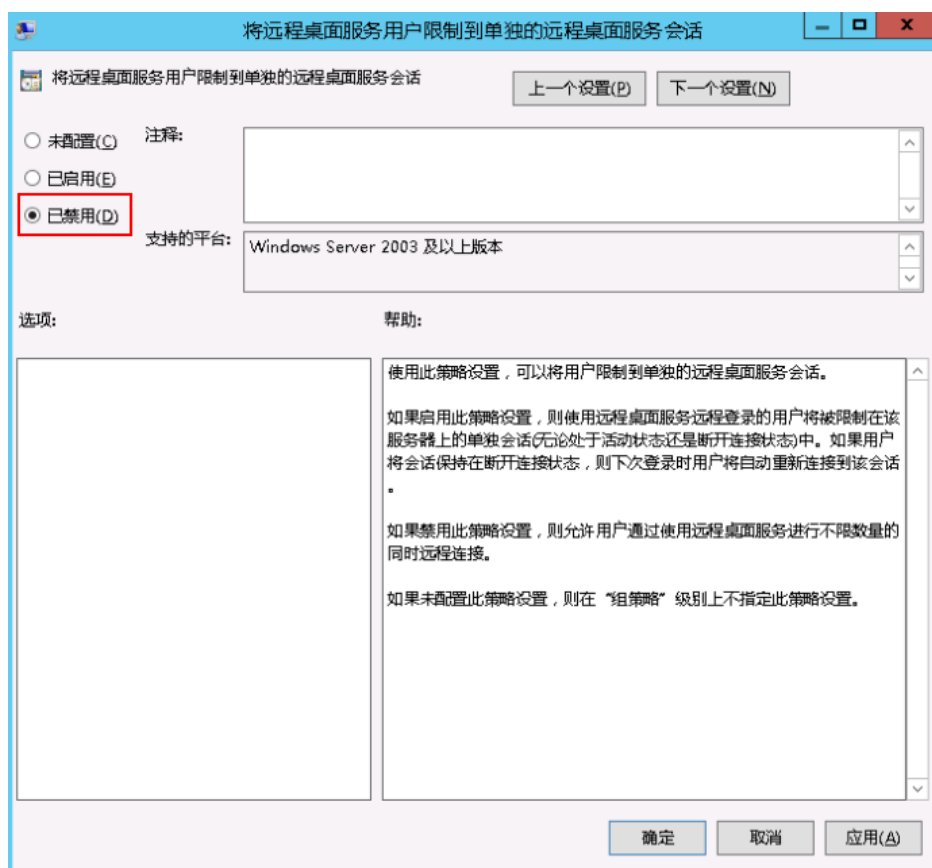 将远程桌面服务用户限制到单独的远程桌面服务会话
将远程桌面服务用户限制到单独的远程桌面服务会话
上一个设置(P)
下一个设置(N)
未配置(C)
注释:
已启用(E)
已禁用(D)
支持的平台:
Windows Server 2003 及以上版本
选项:
帮助:
使用此策略设置，可以将用户限制到单独的远程桌面服务会话。
如果启用此策略设置，则使用远程桌面服务远程登录的用户将被限制在该
服务器上的单独会话(无论处于活动状态还是断开连接状态)中。如果用户
将会话保持在断开连接状态，则下次登录时用户将自动重新连接到该会话
。
如果禁用此策略设置，则允许用户通过使用远程桌面服务进行不限数量的
同时远程连接。
如果未配置此策略设置，则在“组策略”级别上不指定此策略设置。
确定
取消
应用(A)